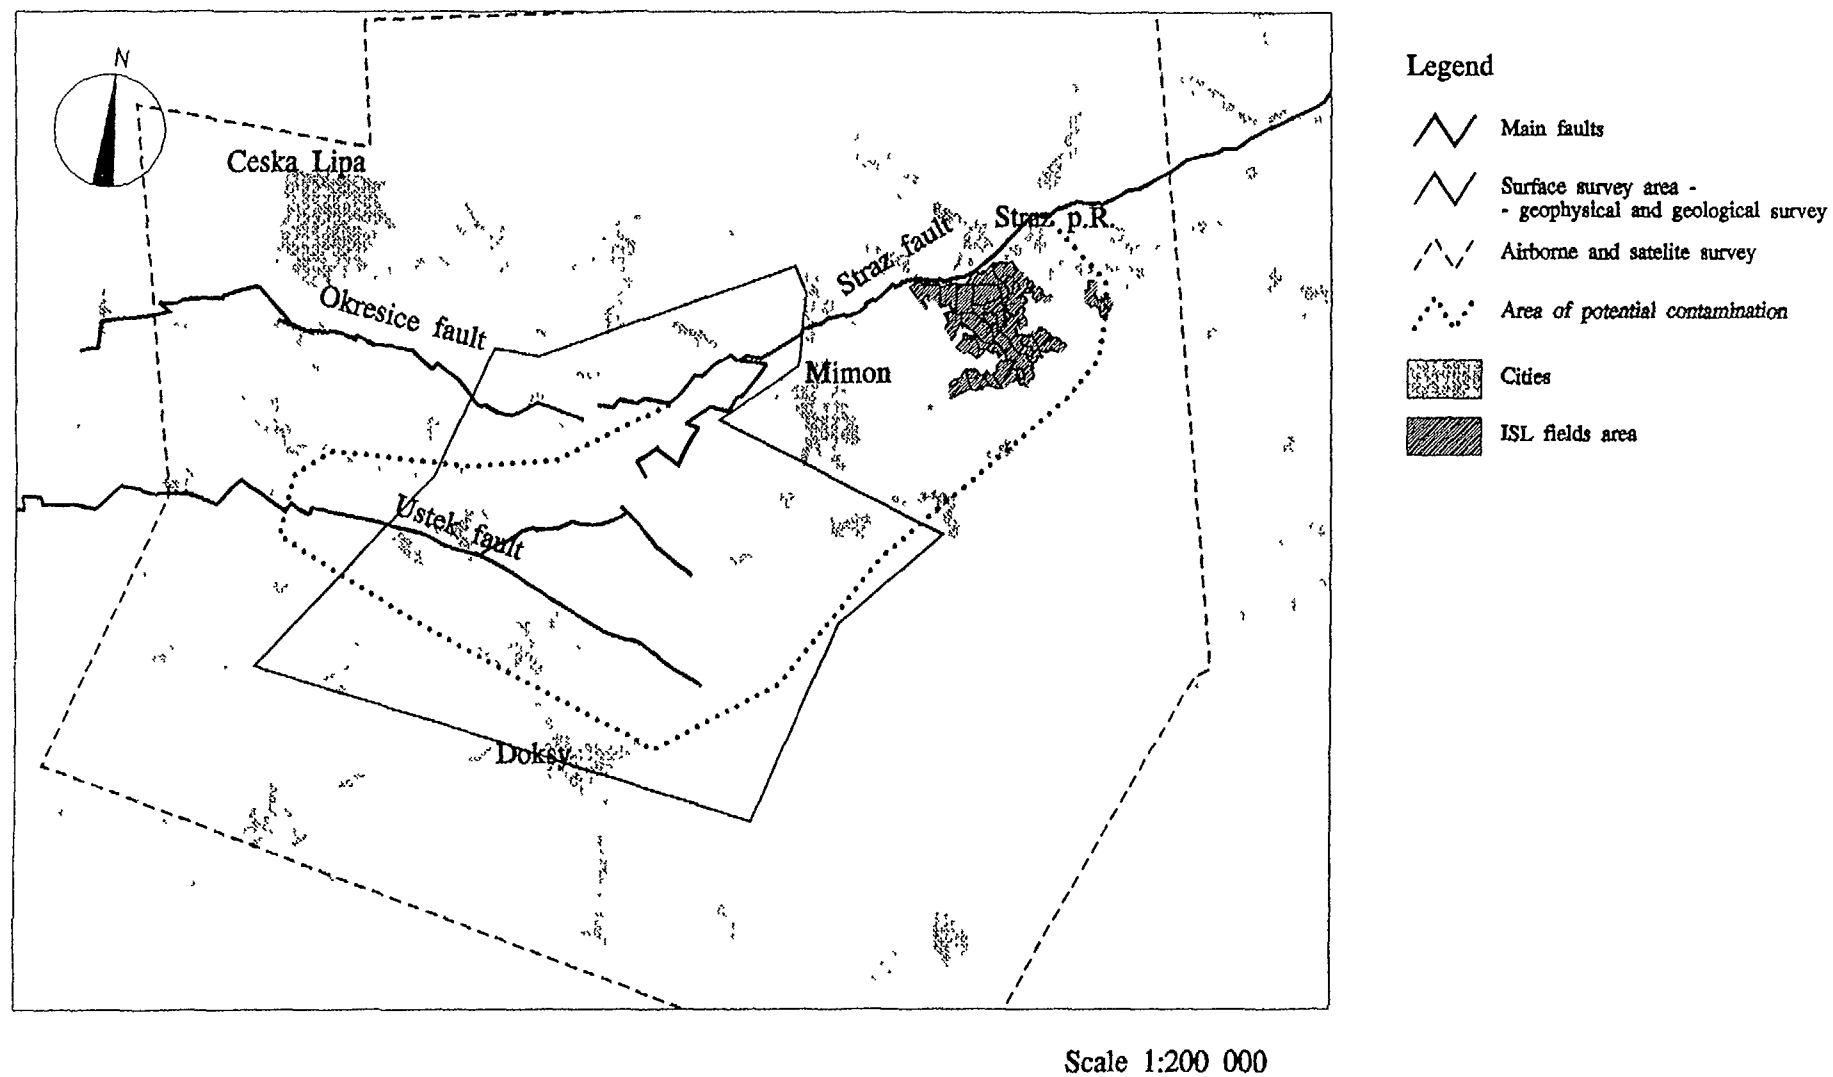 N
Ceska Lipa
Okresice fault
Straz fault
Straz p.R.
Mimon
Ustek fault
Doksy
Legend
Main faults
Surface survey area -
- geophysical and geological survey
Airborne and satelite survey
Area of potential contamination
Cities
ISL fields area
Scale 1:200 000